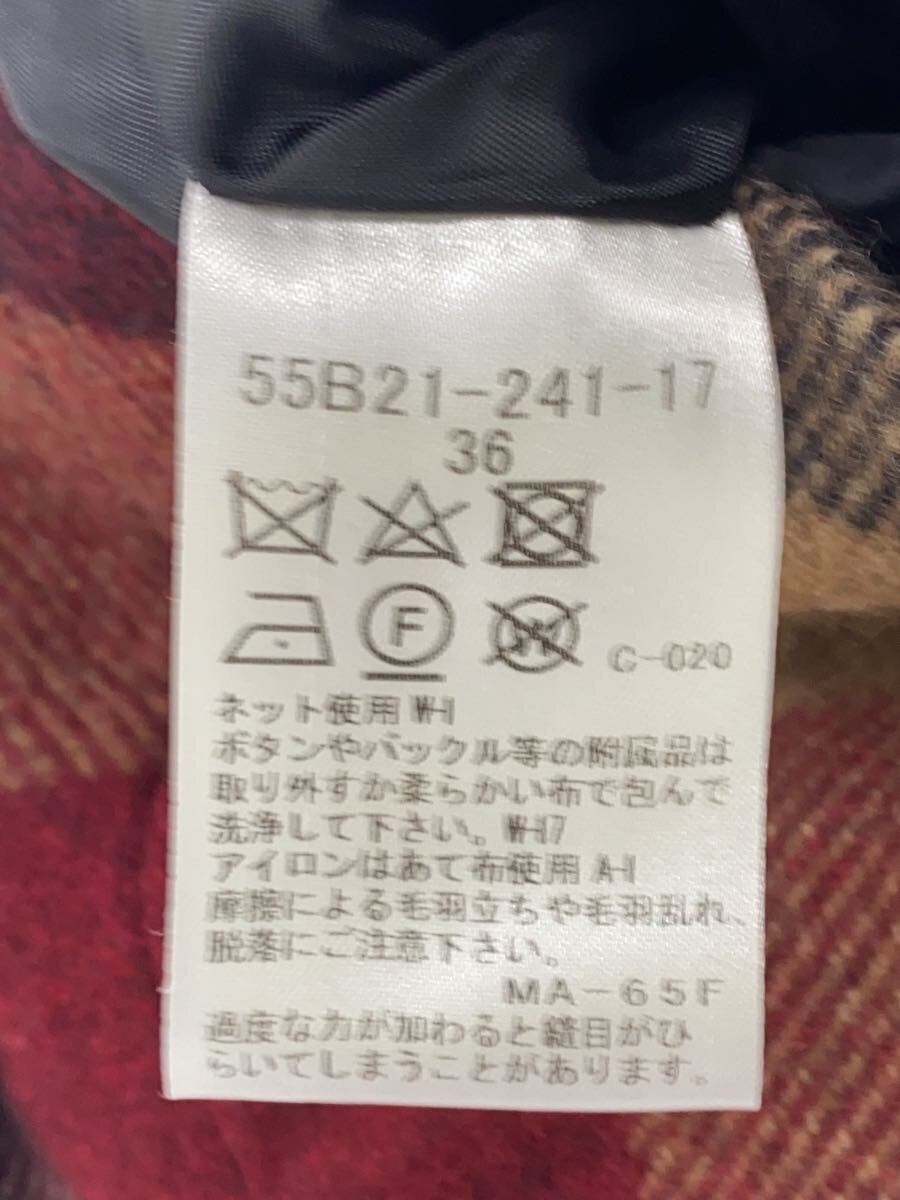 55B21-241-17
36
F W C-020
ネット使用 W-1
ボタンやバックル等の附属品は
取り外すか柔らかい布で包んで
洗浄して下さい。W-17
アイロンはあて布使用 A-1
摩擦による毛羽立ちや毛羽乱れ、
脱落にご注意下さい。
MA-65F
過度な力が加わると縫目がひ
らいてしまうことがあります。